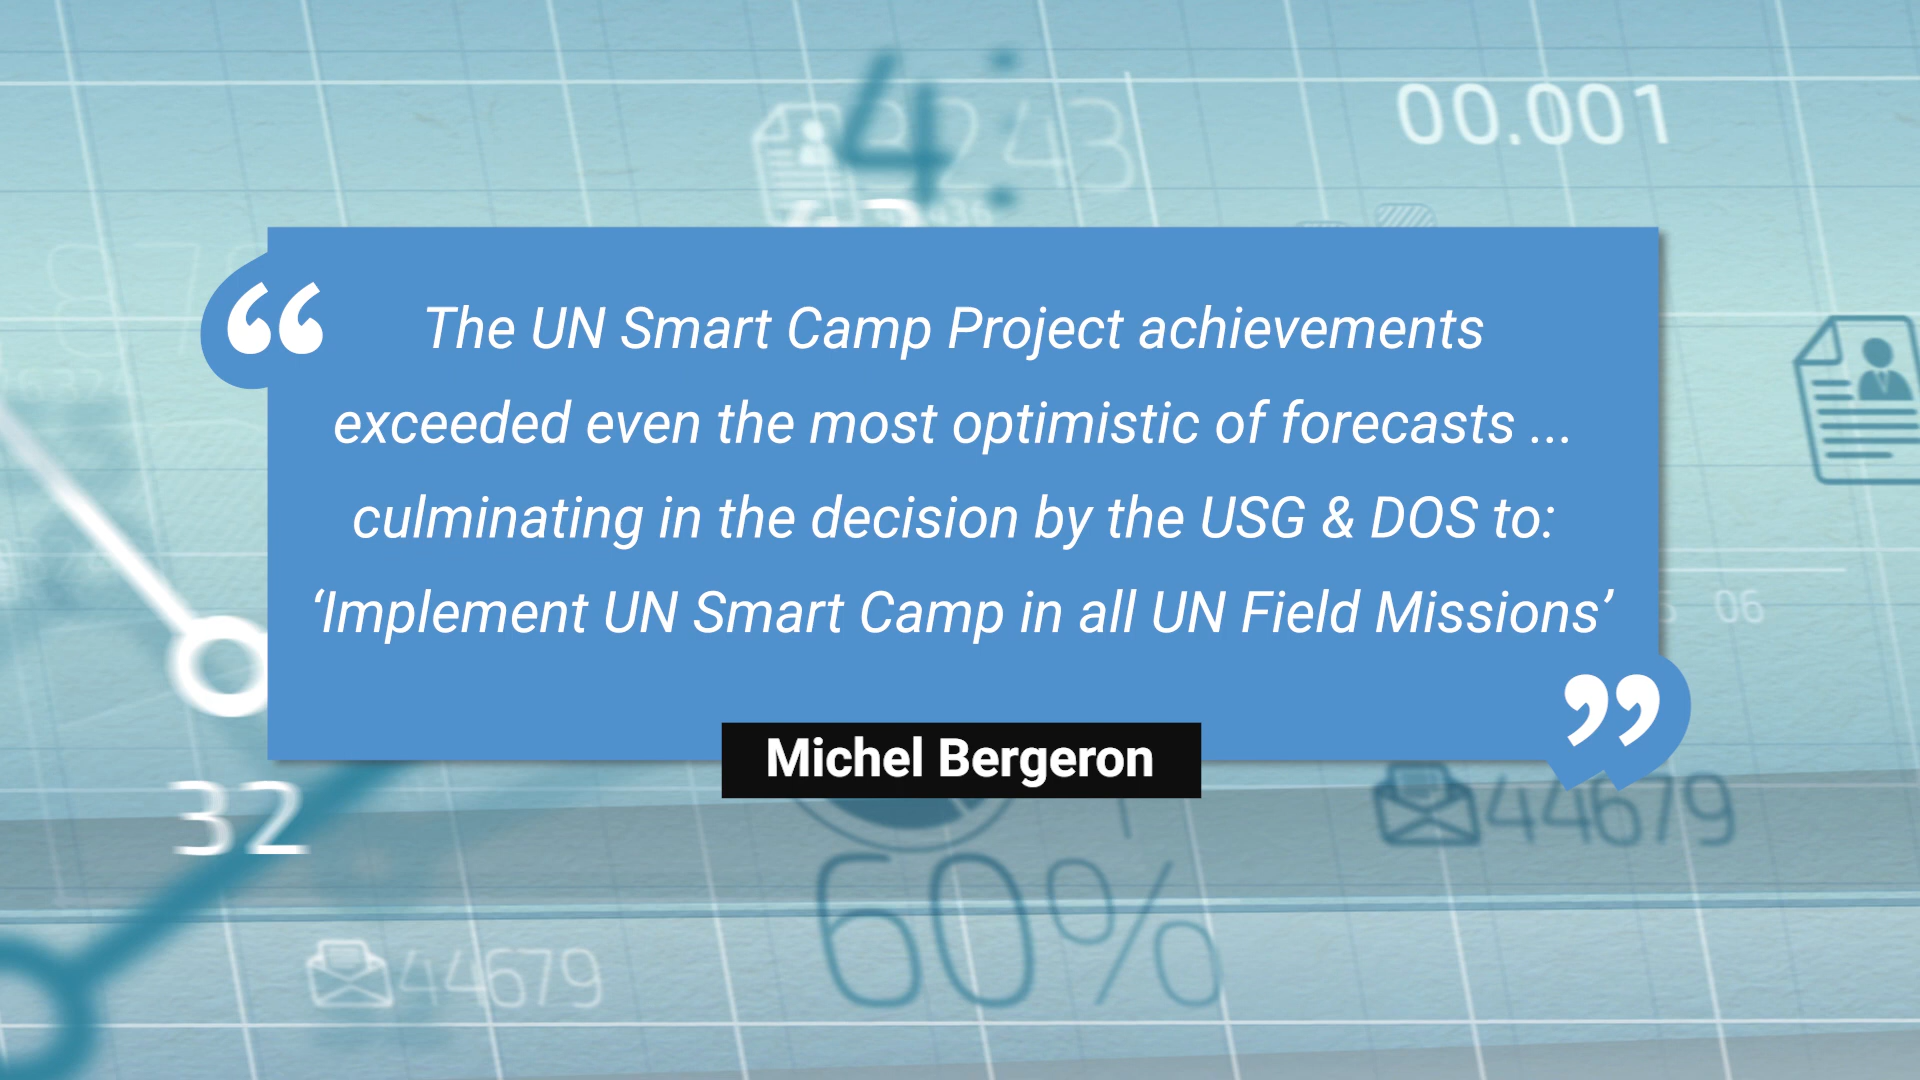 4:
3243
00.001
“
The UN Smart Camp Project achievements
exceeded even the most optimistic of forecasts ...
culminating in the decision by the USG & DOS to:
‘Implement UN Smart Camp in all UN Field Missions’
”
06
Michel Bergeron
32
44679
60%
44679